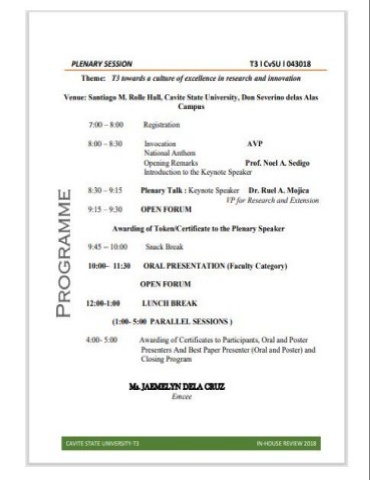 PLENARY SESSION T3 I CvSU I 043018
Theme: T3 towards a culture of excellence in research and innovation
Venue: Santiago M. Rolle Hall, Cavite State University, Don Severino delas Alas
Campus
PROGRAMME
7:00 – 8:00 Registration
8:00 – 8:30 Invocation AVP
National Anthem
Opening Remarks Prof. Noel A. Sedigo
Introduction to the Keynote Speaker
8:30 – 9:15 Plenary Talk : Keynote Speaker Dr. Ruel A. Mojica
VP for Research and Extension
9:15 – 9:30 OPEN FORUM
Awarding of Token/Certificate to the Plenary Speaker
9:45 – 10:00 Snack Break
10:00– 11:30 ORAL PRESENTATION (Faculty Category)
OPEN FORUM
12:00-1:00 LUNCH BREAK
(1:00- 5:00 PARALLEL SESSIONS )
4:00- 5:00 Awarding of Certificates to Participants, Oral and Poster
Presenters And Best Paper Presenter (Oral and Poster) and
Closing Program
Ms. JAEMELYN DELA CRUZ
Emcee
CAVITE STATE UNIVERSITY-T3 IN-HOUSE REVIEW 2018